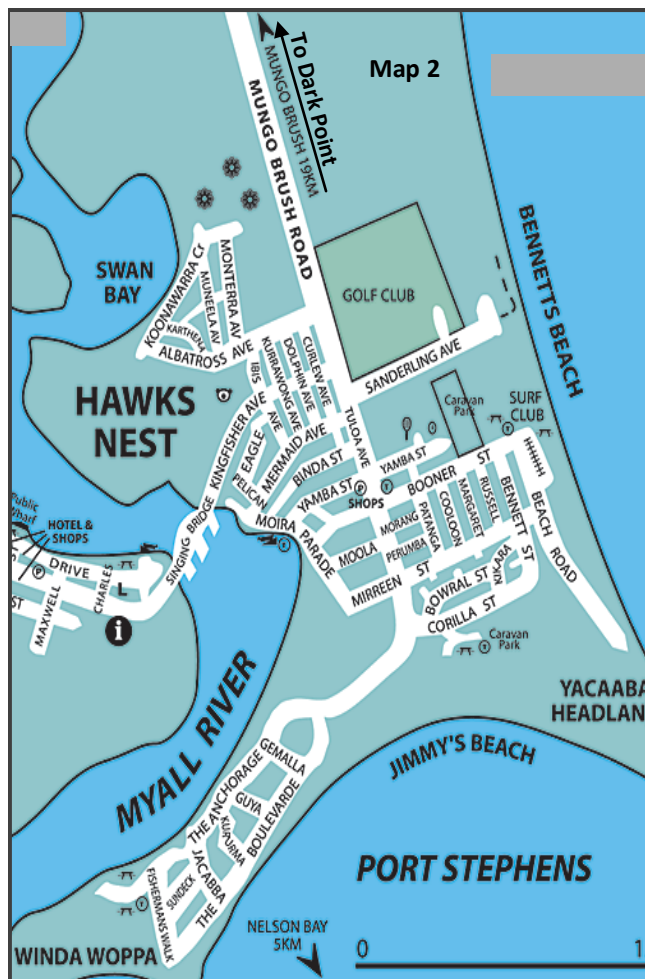 Map 2
To Dark Point
MUNGO BRUSH 19KM
MUNGO BRUSH ROAD
SWAN
BAY
BENNETTS BEACH
GOLF CLUB
KOONAWARRA Cr
MONTERRA AV
MUNEELA AV
ALBATROSS AVE
IBIS
KURRAWONG AVE
DOLPHIN AVE
CURLEW AVE
SANDERLING AVE
HAWKS
NEST
KINGFISHER AVE
EAGLE AVE
MERMAID AVE
TULOA AVE
Caravan
Park
SURF
CLUB
PELICAN
BINDA ST
YAMBA ST
YAMBA ST
SHOPS
BOONER ST
MOIRA PARADE
MOOLA
MORANG
PERUMBA
PATANGA
COOLOON
MARGARET
RUSSELL
BENNETT ST
BEACH ROAD
Public
HOTEL &
SHOPS
SINGING BRIDGE
DRIVE
CHARLES
L
MAXWELL
ST
i
MIRREEN ST
BOWRAL ST
KIKARA
CORILLA ST
Caravan
Park
YACAABA
HEADLAN
MYALL RIVER
JIMMY'S BEACH
THE ANCHORAGE
GEMALLA
GUYA
KURRUMA
THE BOULEVARDE
JACABBA
SUNDECK
FISHERMANS WALK
PORT STEPHENS
WINDA WOPPA
NELSON BAY
5KM
0
1